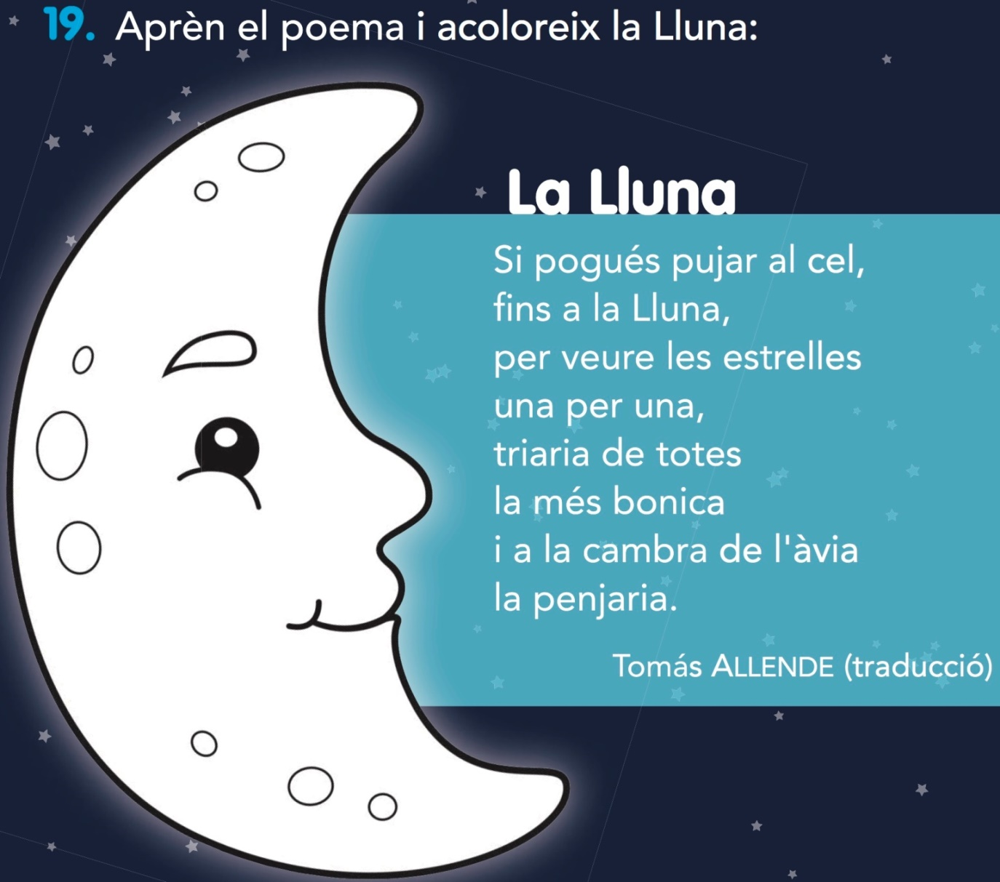 19. Aprèn el poema i acoloreix la Lluna:
La Lluna
Si pogués pujar al cel,
fins a la Lluna,
per veure les estrelles
una per una,
triaria de totes
la més bonica
i a la cambra de l'àvia
la penjaria.
Tomás ALLENDE (traducció)